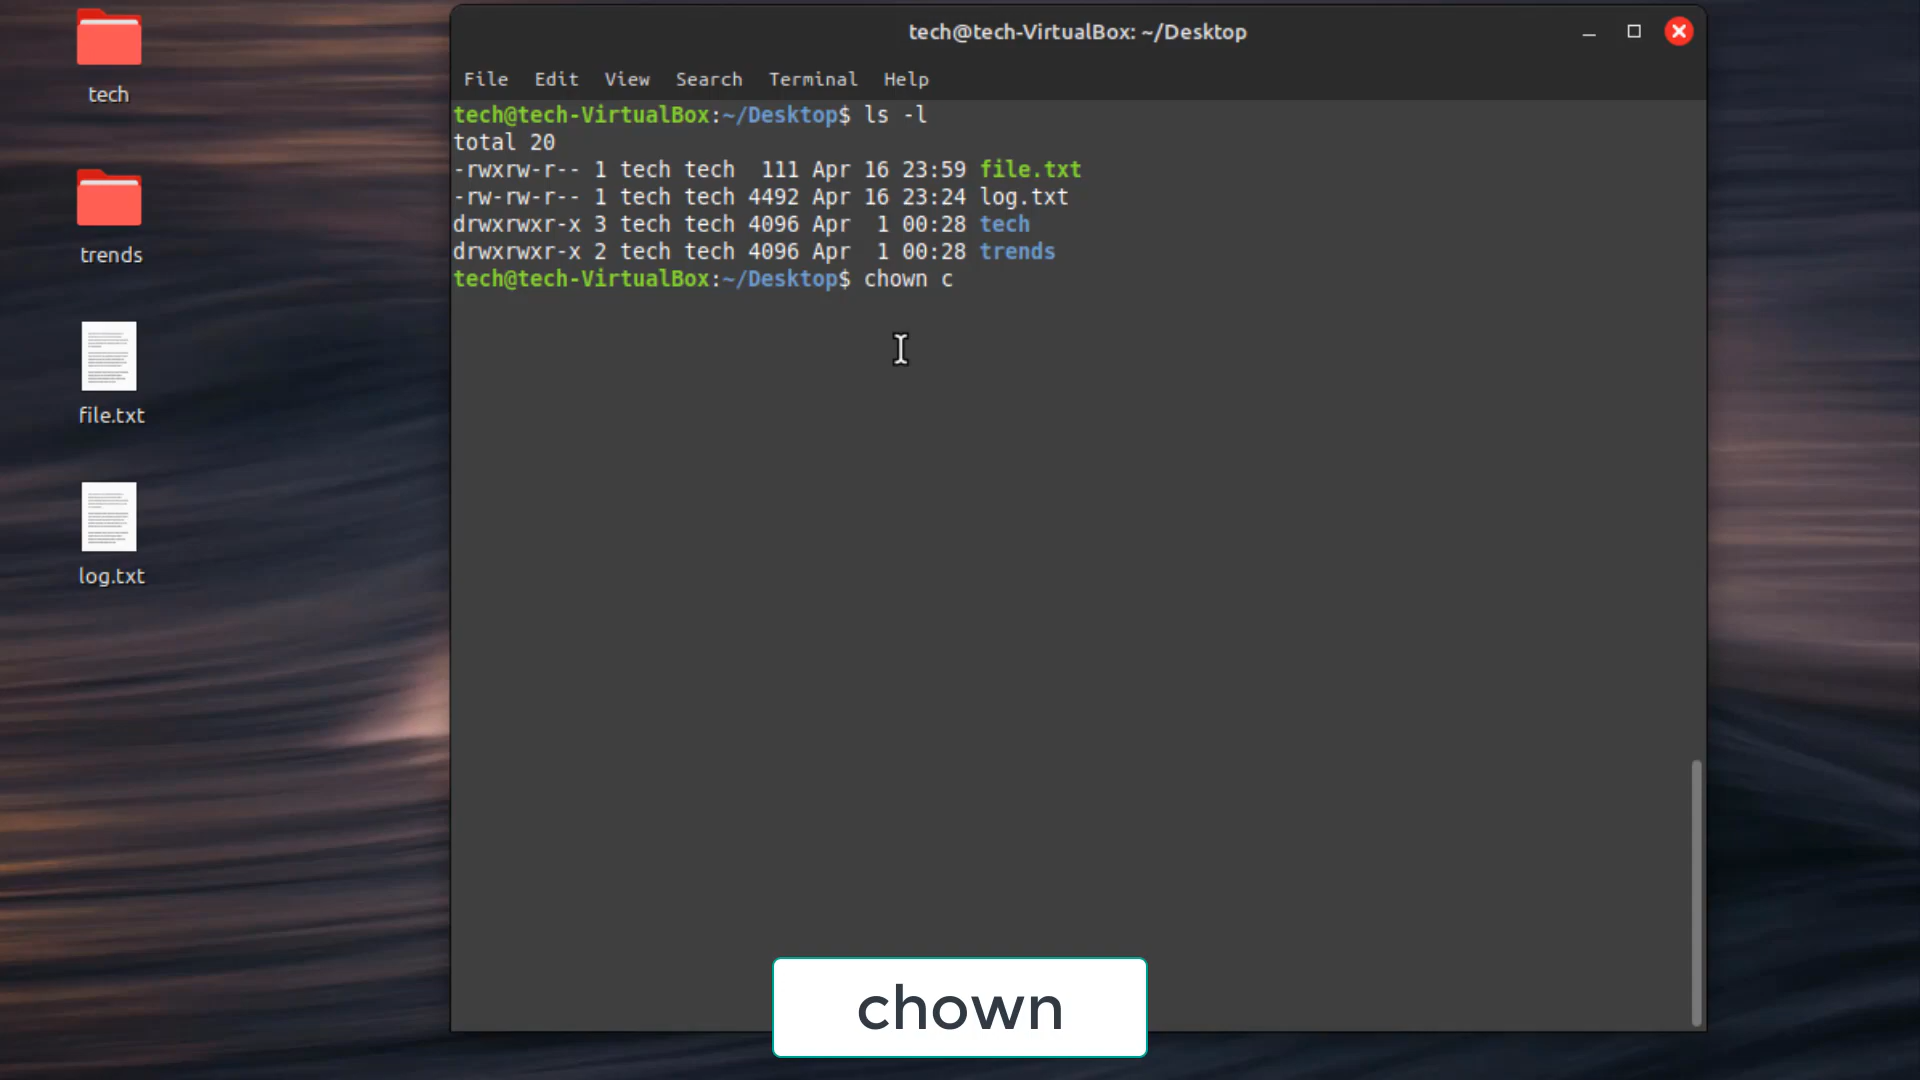 tech
trends
file.txt
log.txt
tech@tech-VirtualBox: ~/Desktop
File Edit View Search Terminal Help
tech@tech-VirtualBox:~/Desktop$ ls -l
total 20
-rwxrw-r-- 1 tech tech  111 Apr 16 23:59 file.txt
-rw-rw-r-- 1 tech tech 4492 Apr 16 23:24 log.txt
drwxrwxr-x 3 tech tech 4096 Apr  1 00:28 tech
drwxrwxr-x 2 tech tech 4096 Apr  1 00:28 trends
tech@tech-VirtualBox:~/Desktop$ chown c
chown